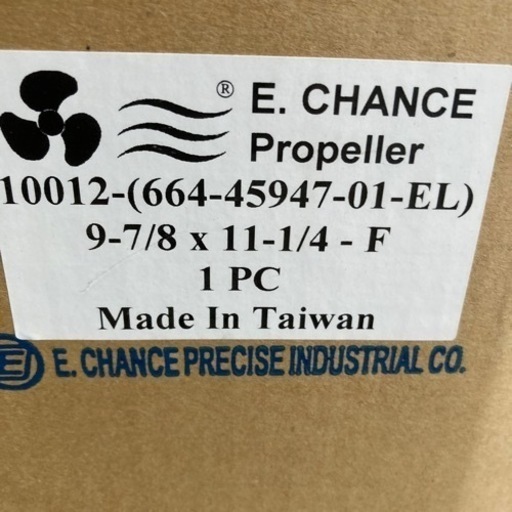 ® E. CHANCE
Propeller
10012-(664-45947-01-EL)
9-7/8 x 11-1/4 - F
1 PC
Made In Taiwan
E E. CHANCE PRECISE INDUSTRIAL CO.